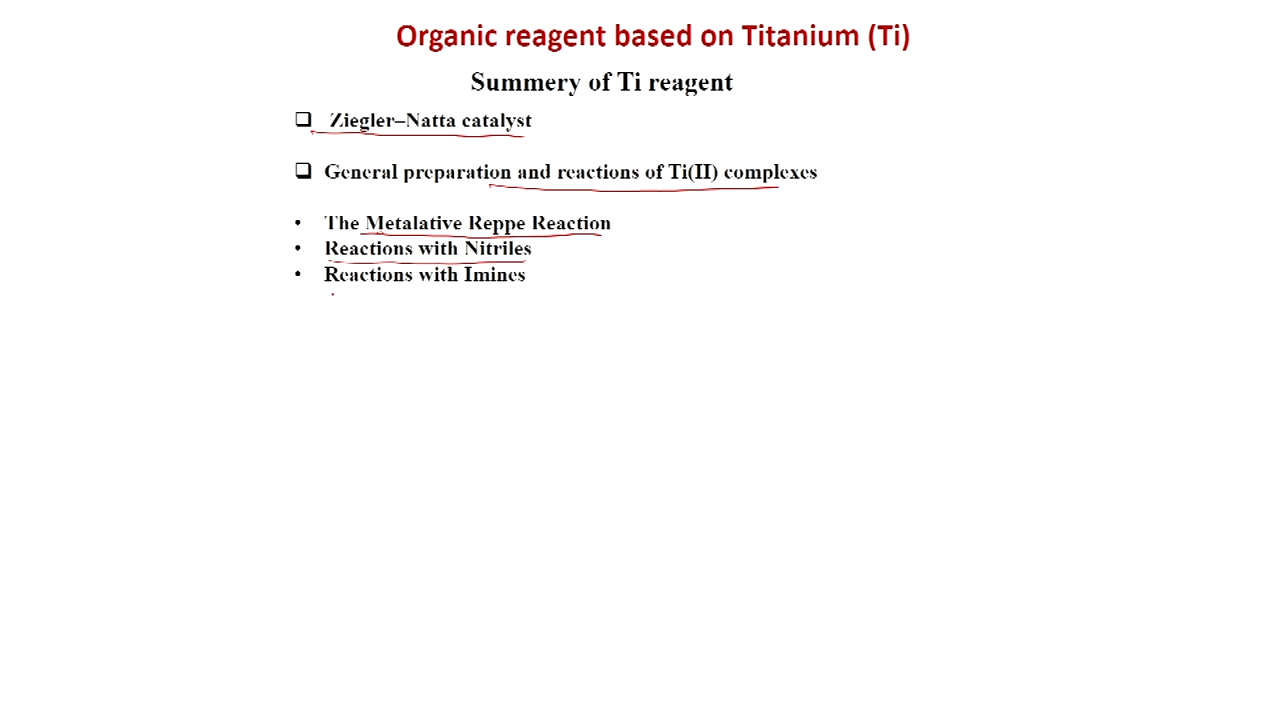 Organic reagent based on Titanium (Ti)
Summery of Ti reagent
❑ Ziegler–Natta catalyst
❑ General preparation and reactions of Ti(II) complexes
• The Metalative Reppe Reaction
• Reactions with Nitriles
• Reactions with Imines